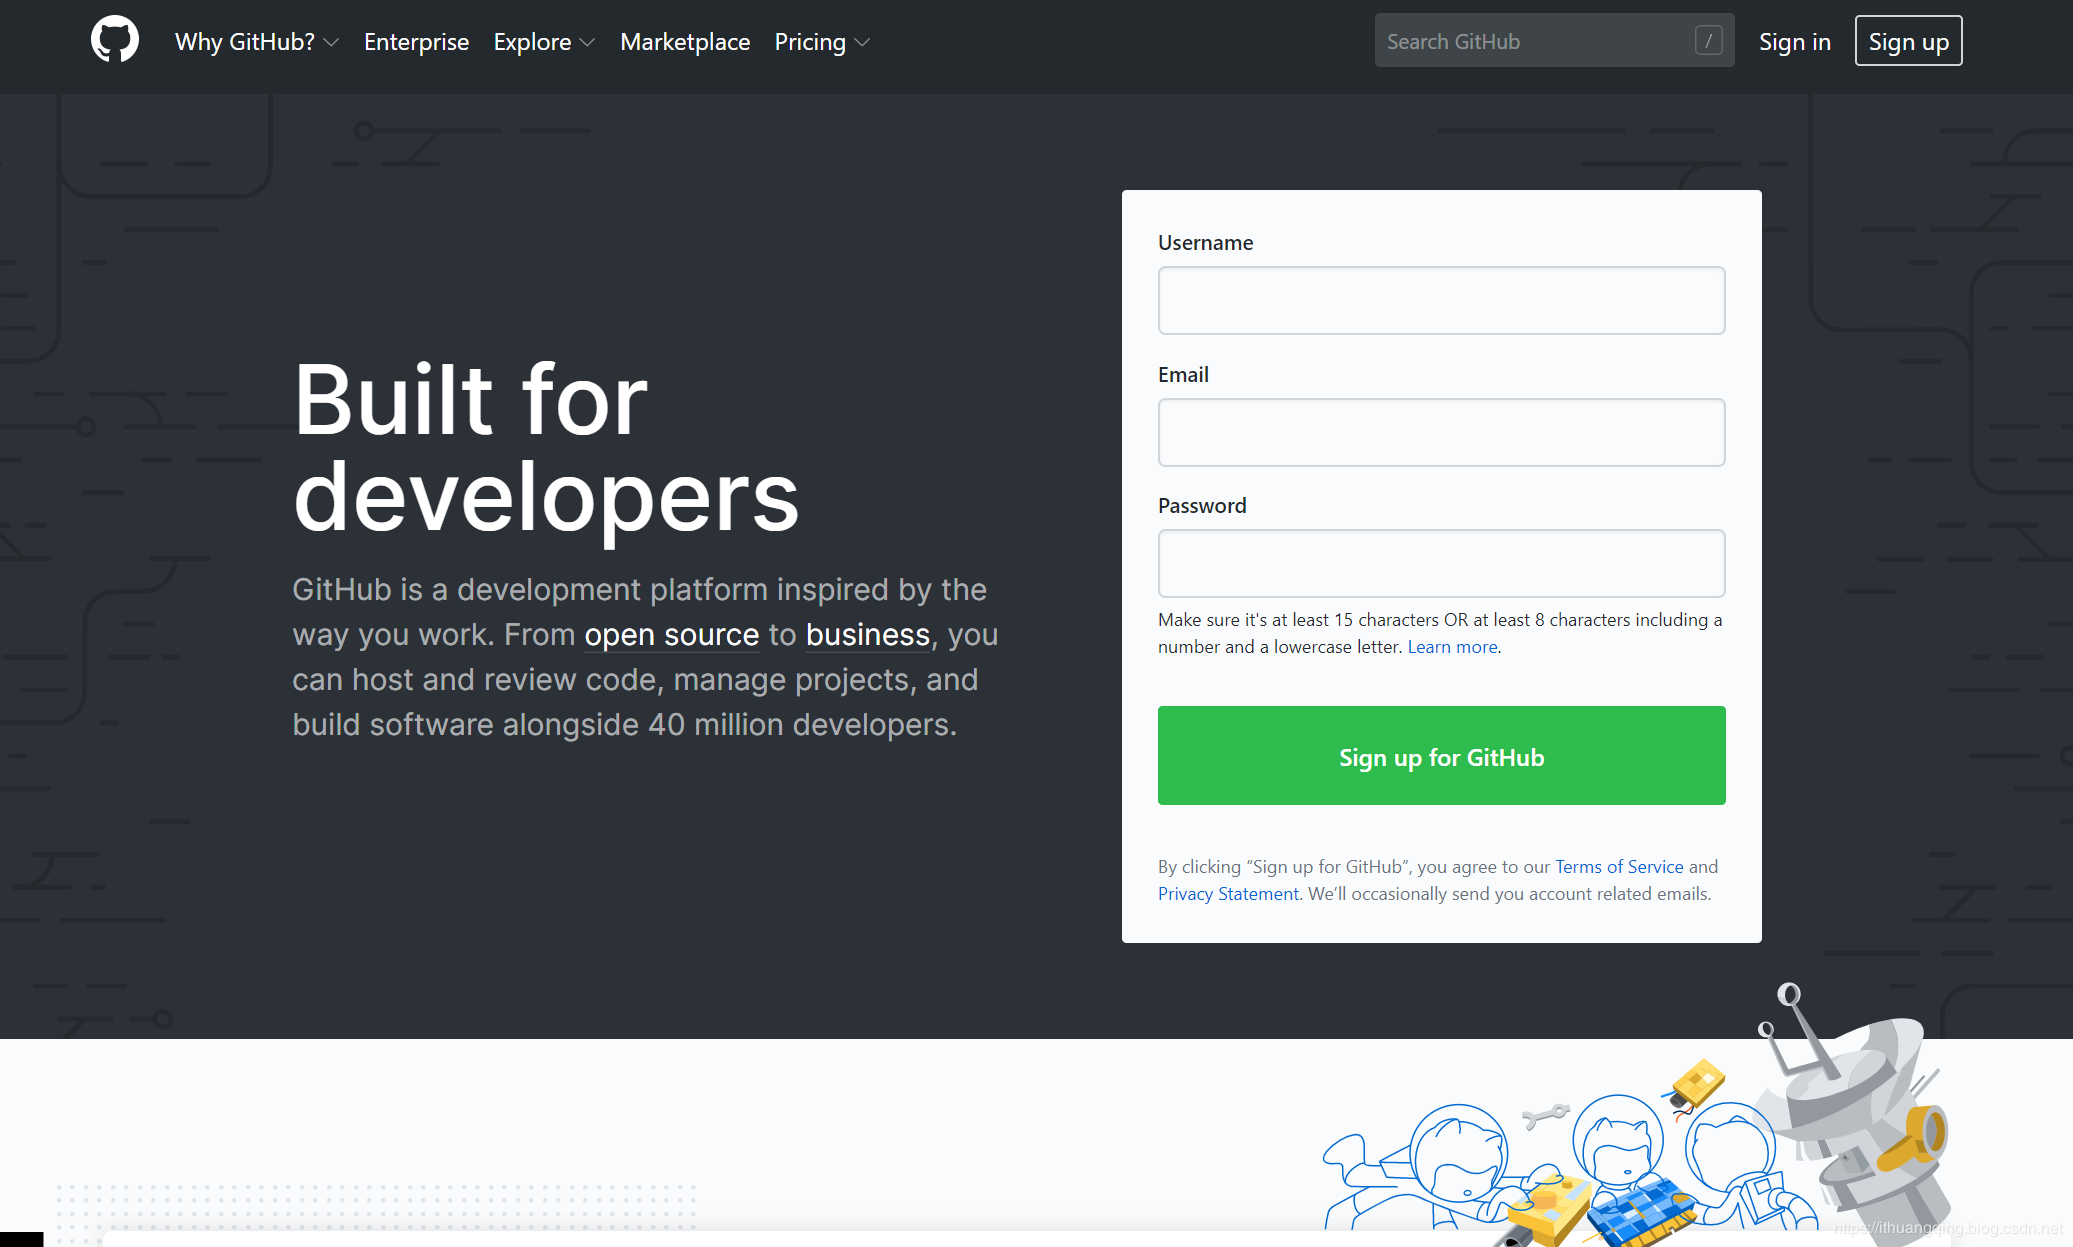 Why GitHub? Enterprise Explore Marketplace Pricing Search GitHub / Sign in Sign up
Built for
developers
GitHub is a development platform inspired by the
way you work. From open source to business, you
can host and review code, manage projects, and
build software alongside 40 million developers.
Username
Email
Password
Make sure it's at least 15 characters OR at least 8 characters including a
number and a lowercase letter. Learn more.
Sign up for GitHub
By clicking “Sign up for GitHub”, you agree to our Terms of Service and
Privacy Statement. We’ll occasionally send you account related emails.
https://ithuangqing.blog.csdn.net